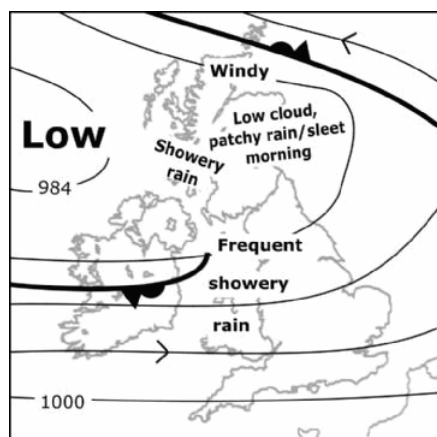 Windy
Low cloud,
patchy rain/sleet
morning
Low
Showery
rain
984
Frequent
showery
rain
1000